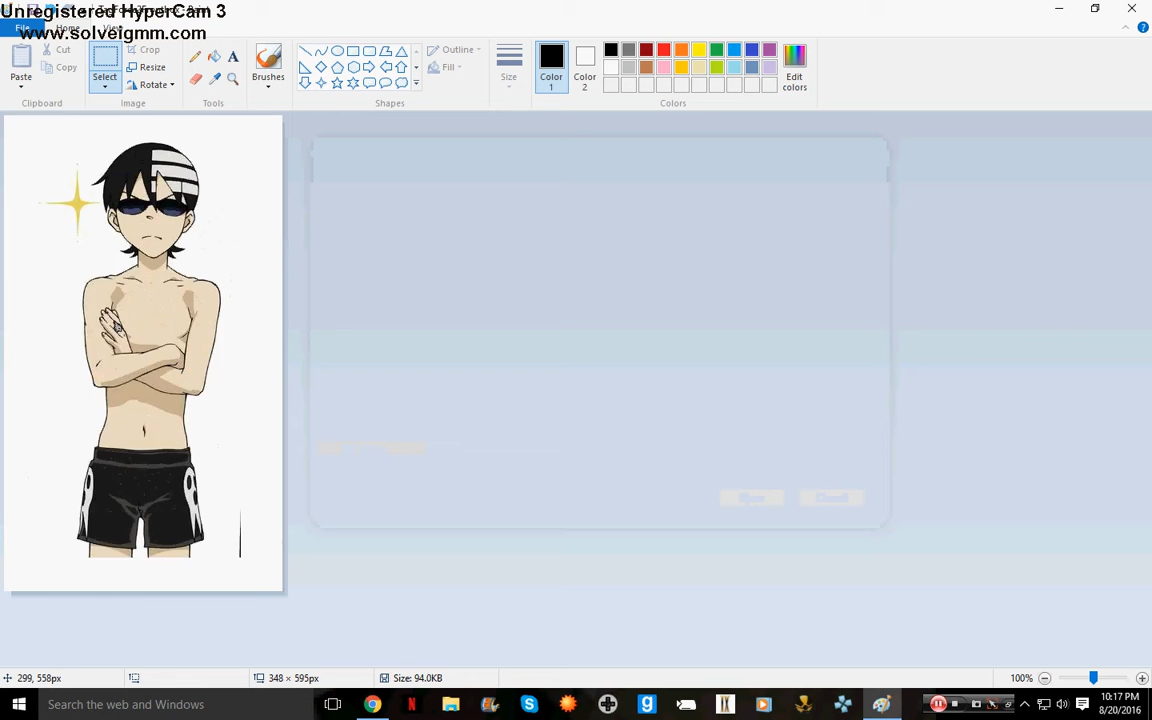 Unregistered HyperCam 3
www.solveigmm.com
File
Paste
Cut
Copy
Clipboard
Select
Crop
Resize
Rotate
Image
Tools
Brushes
Shapes
Outline
Fill
Size
Color 1
Color 2
Edit colors
Colors
299, 558px
348 × 595px
Size: 94.0KB
100%
Search the web and Windows
10:17 PM
8/20/2016